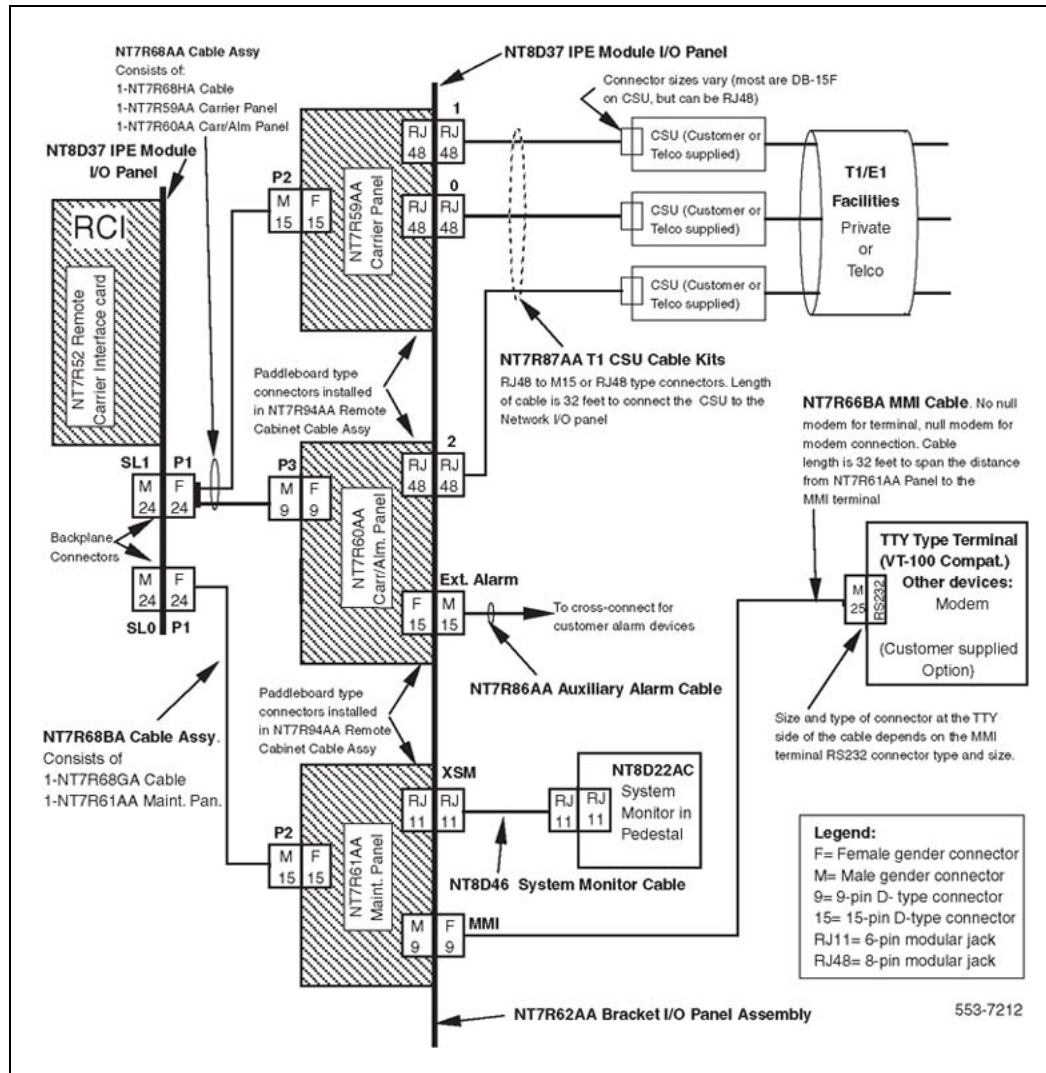 NT7R68AA Cable Assy
Consists of:
1-NT7R68HA Cable
1-NT7R59AA Carrier Panel
1-NT7R60AA Carr/Alm Panel
NT8D37 IPE Module
I/O Panel
RCI
NT7R52 Remote
Carrier Interface card
SL1
P1
M
24
F
24
Backplane
Connectors
M
24
F
24
SL0
P1
NT7R68BA Cable Assy.
Consists of
1-NT7R68GA Cable
1-NT7R61AA Maint. Pan.
NT8D37 IPE Module I/O Panel
P2
M
15
F
15
NT7R59AA
Carrier Panel
1
RJ
48
RJ
48
0
RJ
48
RJ
48
Connector sizes vary (most are DB-15F
on CSU, but can be RJ48)
CSU (Customer or
Telco supplied)
CSU (Customer or
Telco supplied)
CSU (Customer or
Telco supplied)
T1/E1
Facilities
Private
or
Telco
NT7R87AA T1 CSU Cable Kits
RJ48 to M15 or RJ48 type connectors. Length
of cable is 32 feet to connect the CSU to the
Network I/O panel
Paddleboard type
connectors installed
in NT7R94AA Remote
Cabinet Cable Assy
P3
M
9
F
9
NT7R60AA
Carr/Alm. Panel
2
RJ
48
RJ
48
Ext. Alarm
F
15
M
15
To cross-connect for
customer alarm devices
NT7R86AA Auxiliary Alarm Cable
NT7R66BA MMI Cable. No null
modem for terminal, null modem for
modem connection. Cable
length is 32 feet to span the distance
from NT7R61AA Panel to the
MMI terminal
M
25
RS232
TTY Type Terminal
(VT-100 Compat.)
Other devices:
Modem
(Customer supplied
Option)
Size and type of connector at the TTY
side of the cable depends on the MMI
terminal RS232 connector type and size.
Paddleboard type
connectors installed
in NT7R94AA Remote
Cabinet Cable Assy
P2
M
15
F
15
NT7R61AA
Maint. Panel
XSM
RJ
11
RJ
11
RJ
11
RJ
11
NT8D22AC
System
Monitor in
Pedestal
NT8D46 System Monitor Cable
M
9
F
9
MMI
NT7R62AA Bracket I/O Panel Assembly
Legend:
F= Female gender connector
M= Male gender connector
9= 9-pin D- type connector
15= 15-pin D-type connector
RJ11= 6-pin modular jack
RJ48= 8-pin modular jack
553-7212